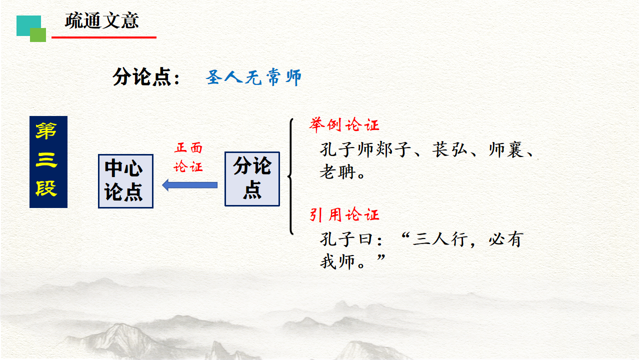 疏通文意
分论点：圣人无常师
第三段
中心
论点
正面
论证
分论
点
举例论证
孔子师郯子、苌弘、师襄、
老聃。
引用论证
孔子曰：“三人行，必有
我师。”